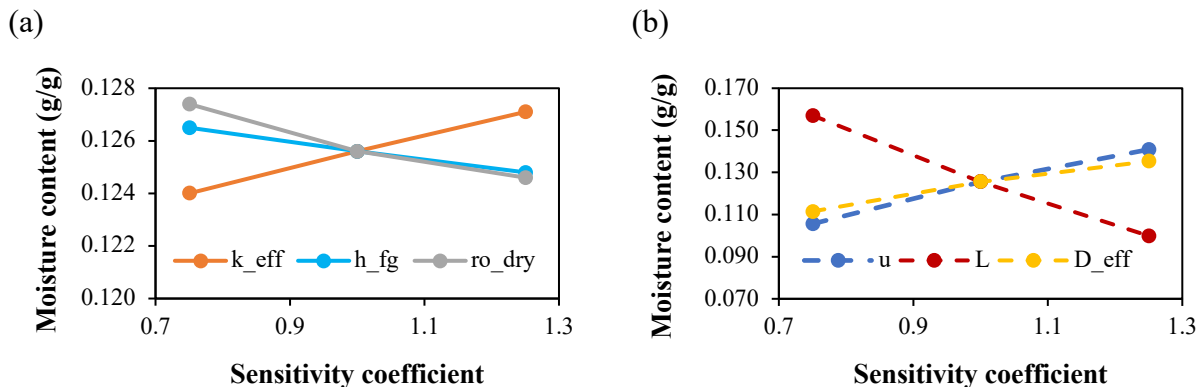 (a)
Moisture content (g/g)
0.128
0.126
0.124
0.122
0.120
k_eff h_fg ro_dry
0.7 0.9 1.1 1.3
Sensitivity coefficient
(b)
Moisture content (g/g)
0.170
0.150
0.130
0.110
0.090
0.070
u L D_eff
0.7 0.9 1.1 1.3
Sensitivity coefficient